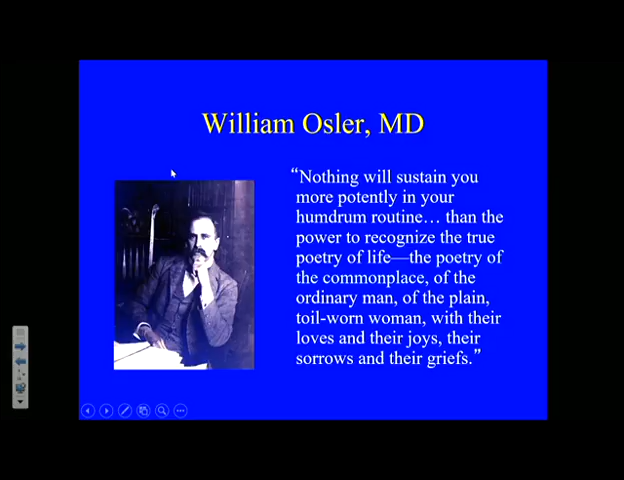 William Osler, MD
“Nothing will sustain you
more potently in your
humdrum routine… than the
power to recognize the true
poetry of life—the poetry of
the commonplace, of the
ordinary man, of the plain,
toil-worn woman, with their
loves and their joys, their
sorrows and their griefs.”